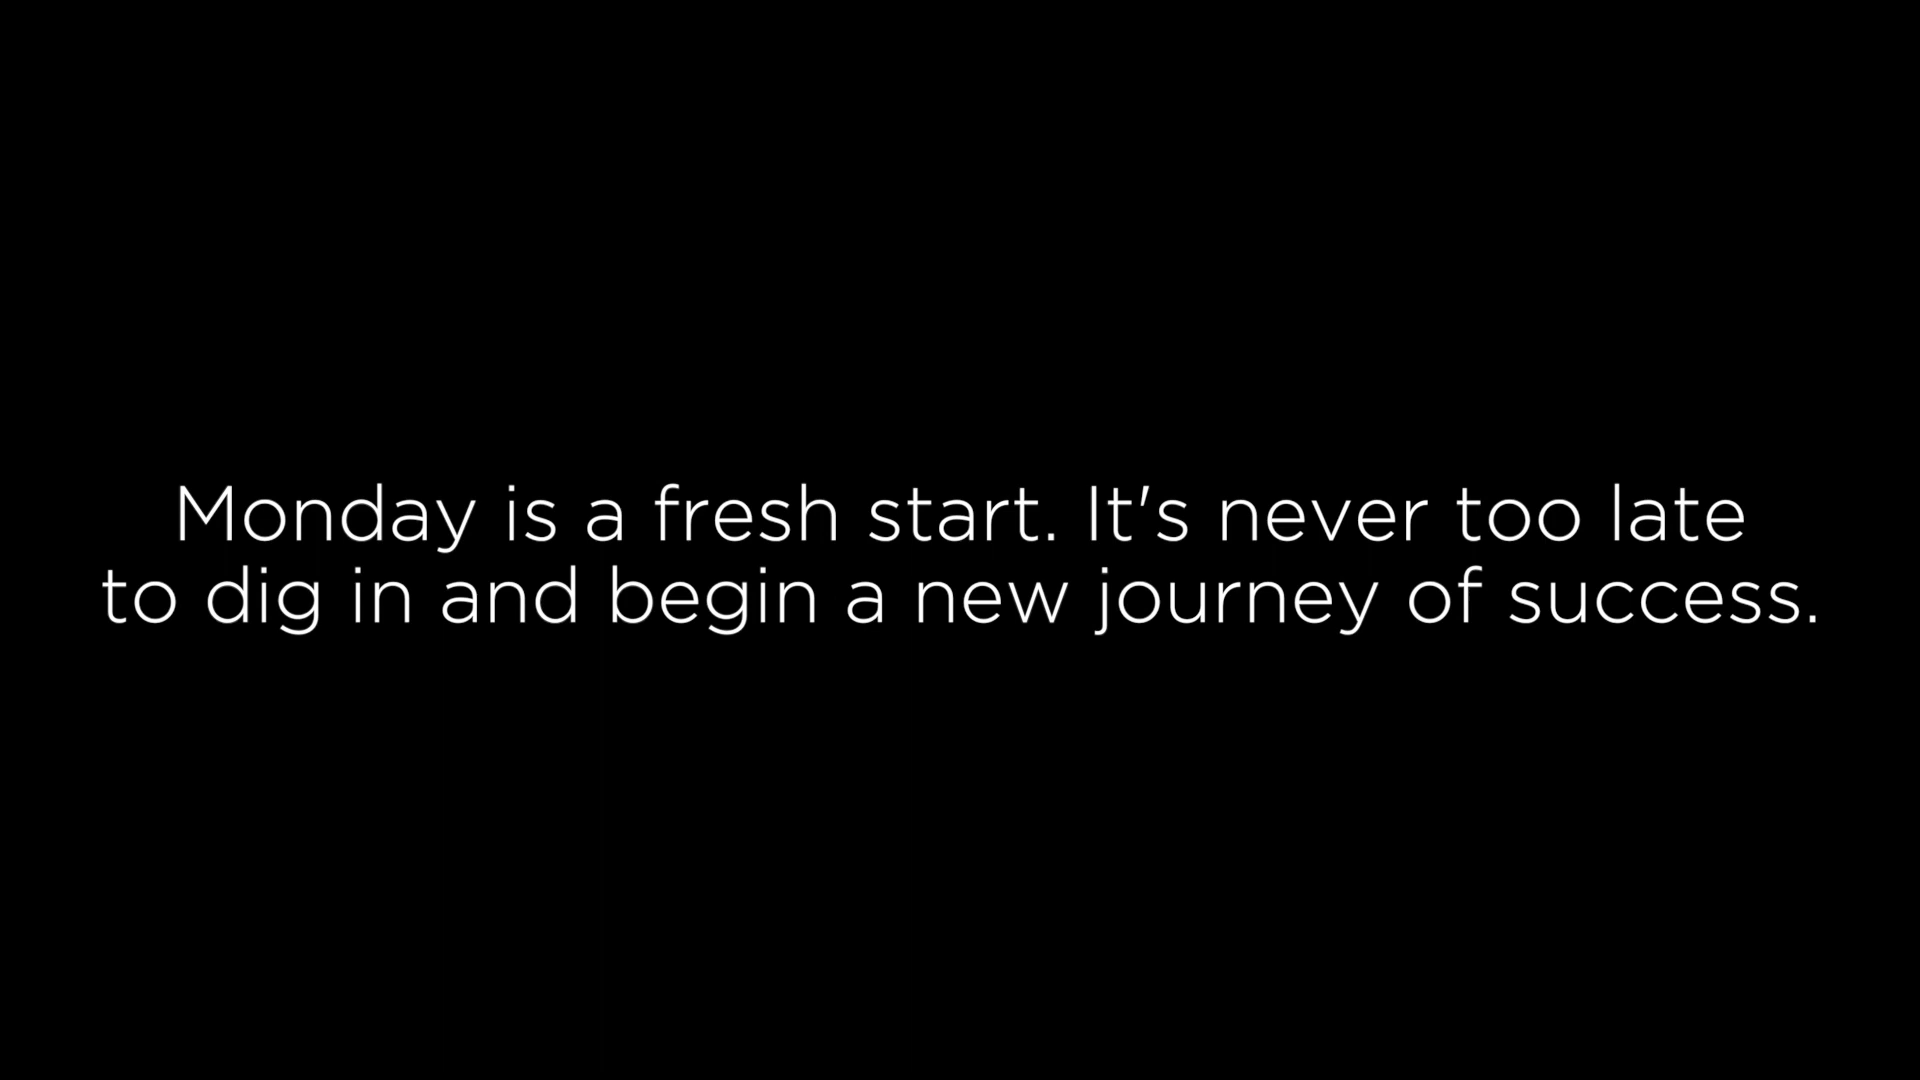 Monday is a fresh start. It's never too late
to dig in and begin a new journey of success.